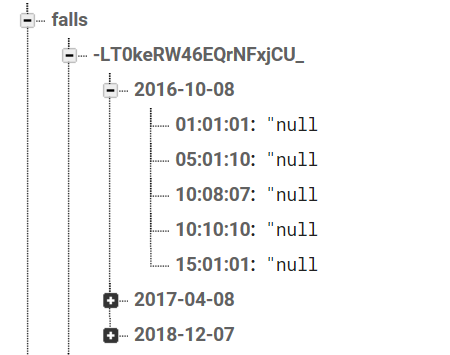 falls
-LT0keRW46EQrNFxjCU_
2016-10-08
01:01:01: "null
05:01:10: "null
10:08:07: "null
10:10:10: "null
15:01:01: "null
2017-04-08
2018-12-07